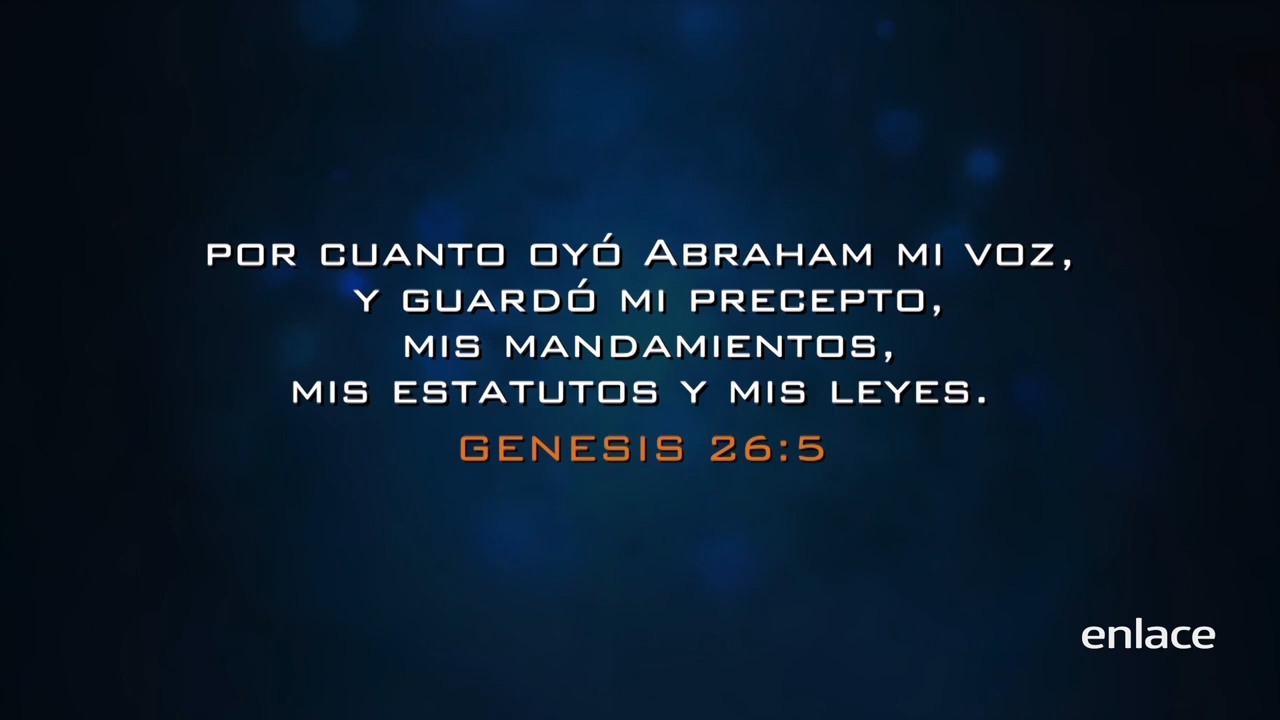 POR CUANTO OYÓ ABRAHAM MI VOZ,
Y GUARDÓ MI PRECEPTO,
MIS MANDAMIENTOS,
MIS ESTATUTOS Y MIS LEYES.
GENESIS 26:5
enlace